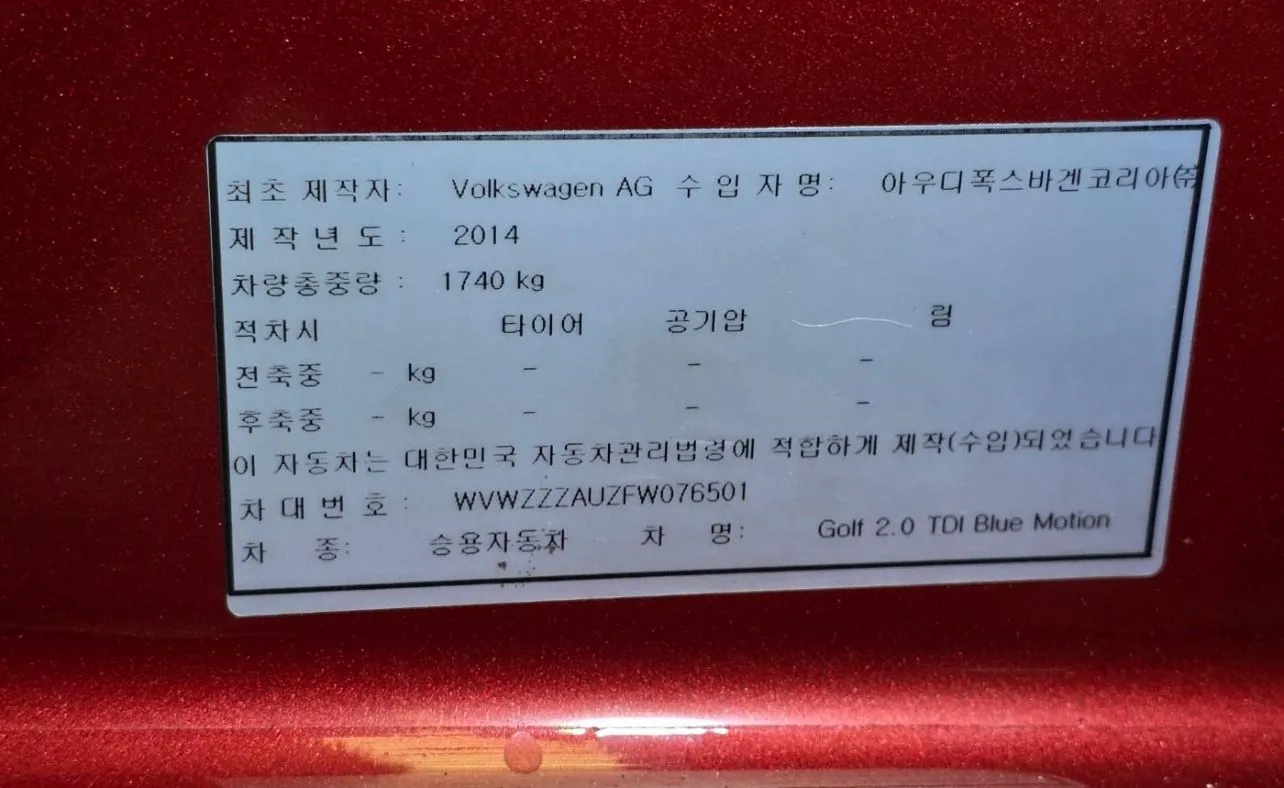 최초 제작자: Volkswagen AG 수 입 자 명: 아우디폭스바겐코리아㈜
제 작 년 도 : 2014
차량총중량 : 1740 kg
적차시 타이어 공기압 림
전축중 - kg - - -
후축중 - kg - - -
이 자동차는 대한민국 자동차관리법령에 적합하게 제작(수입)되었습니다
차 대 번 호 : WVWZZZAUZFW076501
차 종: 승용자동차 차 명: Golf 2.0 TDI Blue Motion